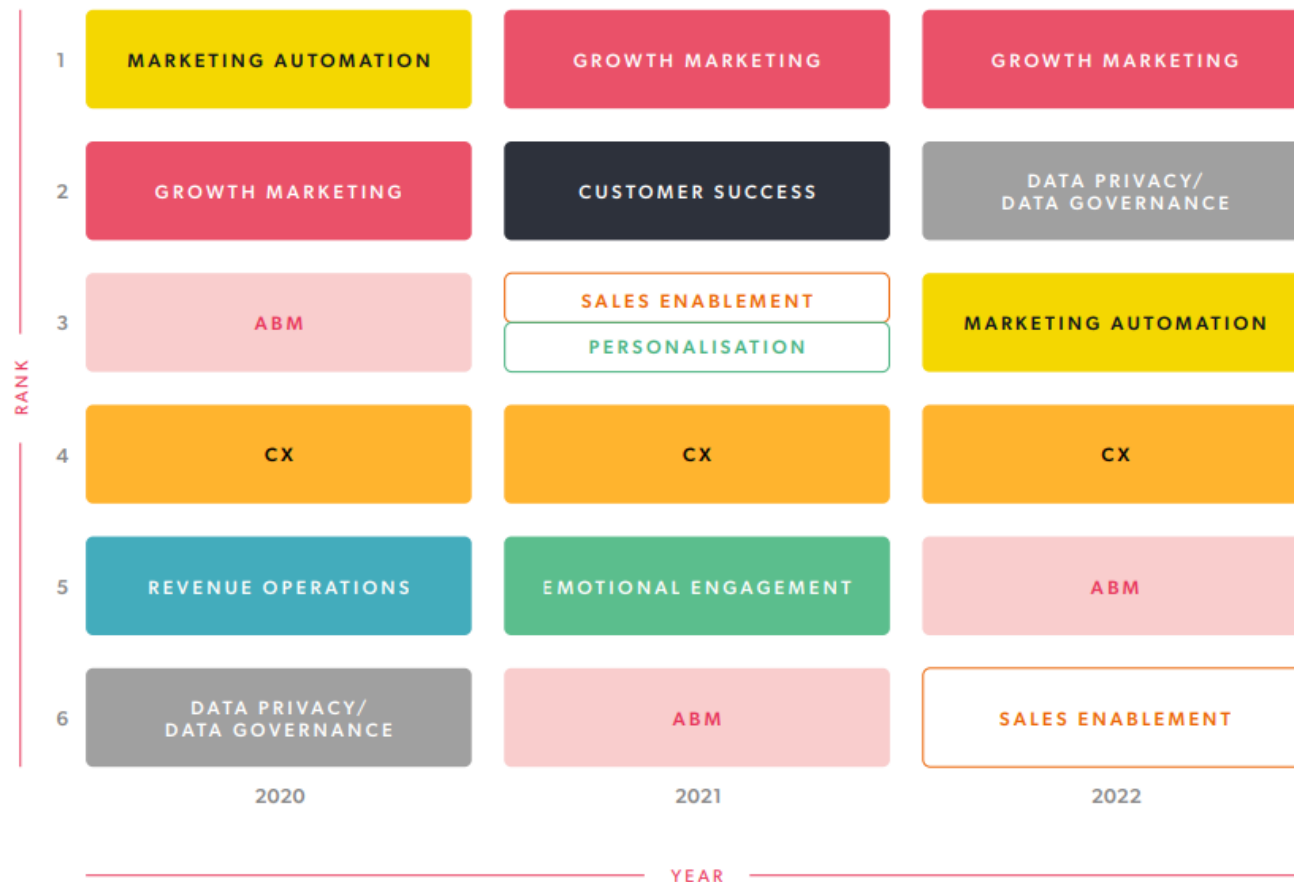 1
MARKETING AUTOMATION
GROWTH MARKETING
GROWTH MARKETING
2
GROWTH MARKETING
CUSTOMER SUCCESS
DATA PRIVACY/
DATA GOVERNANCE
3
ABM
SALES ENABLEMENT
PERSONALISATION
MARKETING AUTOMATION
RANK
4
CX
CX
CX
5
REVENUE OPERATIONS
EMOTIONAL ENGAGEMENT
ABM
6
DATA PRIVACY/
DATA GOVERNANCE
ABM
SALES ENABLEMENT
2020
2021
2022
YEAR